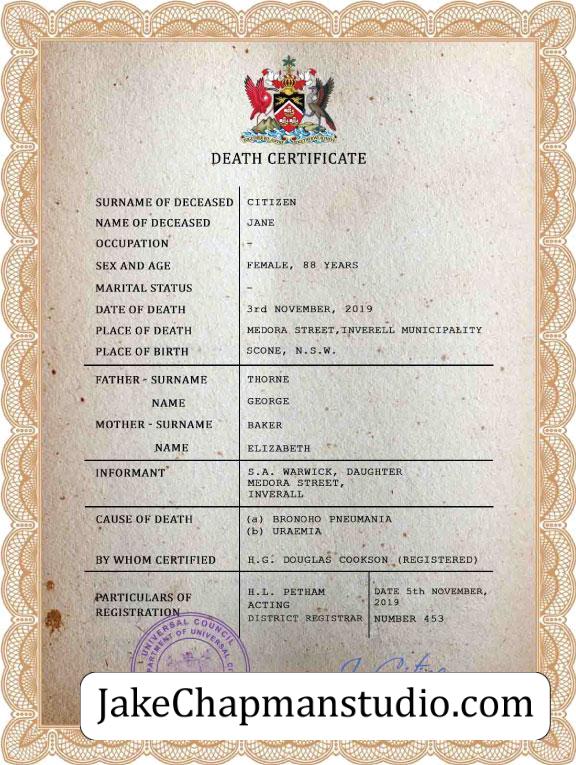 DEATH CERTIFICATE
SURNAME OF DECEASED CITIZEN
NAME OF DECEASED JANE
OCCUPATION -
SEX AND AGE FEMALE, 88 YEARS
MARITAL STATUS -
DATE OF DEATH 3rd NOVEMBER, 2019
PLACE OF DEATH MEDORA STREET,INVERELL MUNICIPALITY
PLACE OF BIRTH SCONE, N.S.W.
FATHER - SURNAME THORNE
NAME GEORGE
MOTHER - SURNAME BAKER
NAME ELIZABETH
INFORMANT S.A. WARWICK, DAUGHTER
MEDORA STREET,
INVERALL
CAUSE OF DEATH (a) BRONOHO PNEUMANIA
(b) URAEMIA
BY WHOM CERTIFIED H.G. DOUGLAS COOKSON (REGISTERED)
PARTICULARS OF
REGISTRATION
H.L. PETHAM
ACTING
DISTRICT REGISTRAR
DATE 5th NOVEMBER,
2019
NUMBER 453
UNIVERSAL COUNCIL
DEPARTMENT OF UNIVERSAL
JakeChapmanstudio.com